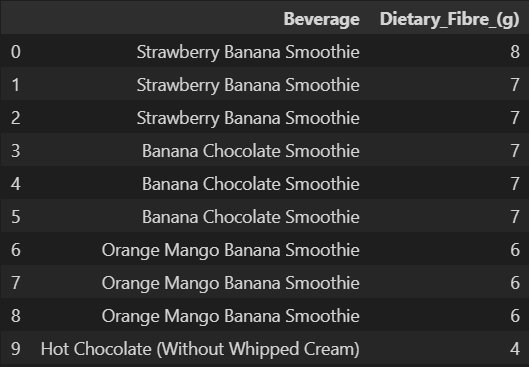 Beverage Dietary_Fibre_(g)
0 Strawberry Banana Smoothie 8
1 Strawberry Banana Smoothie 7
2 Strawberry Banana Smoothie 7
3 Banana Chocolate Smoothie 7
4 Banana Chocolate Smoothie 7
5 Banana Chocolate Smoothie 7
6 Orange Mango Banana Smoothie 6
7 Orange Mango Banana Smoothie 6
8 Orange Mango Banana Smoothie 6
9 Hot Chocolate (Without Whipped Cream) 4